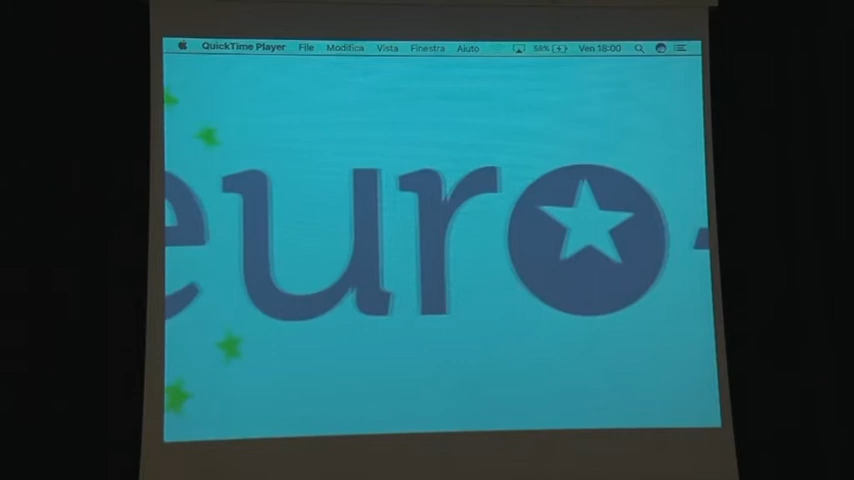 QuickTime Player File Modifica Vista Finestra Aiuto 58% Ven 18:00
euro-